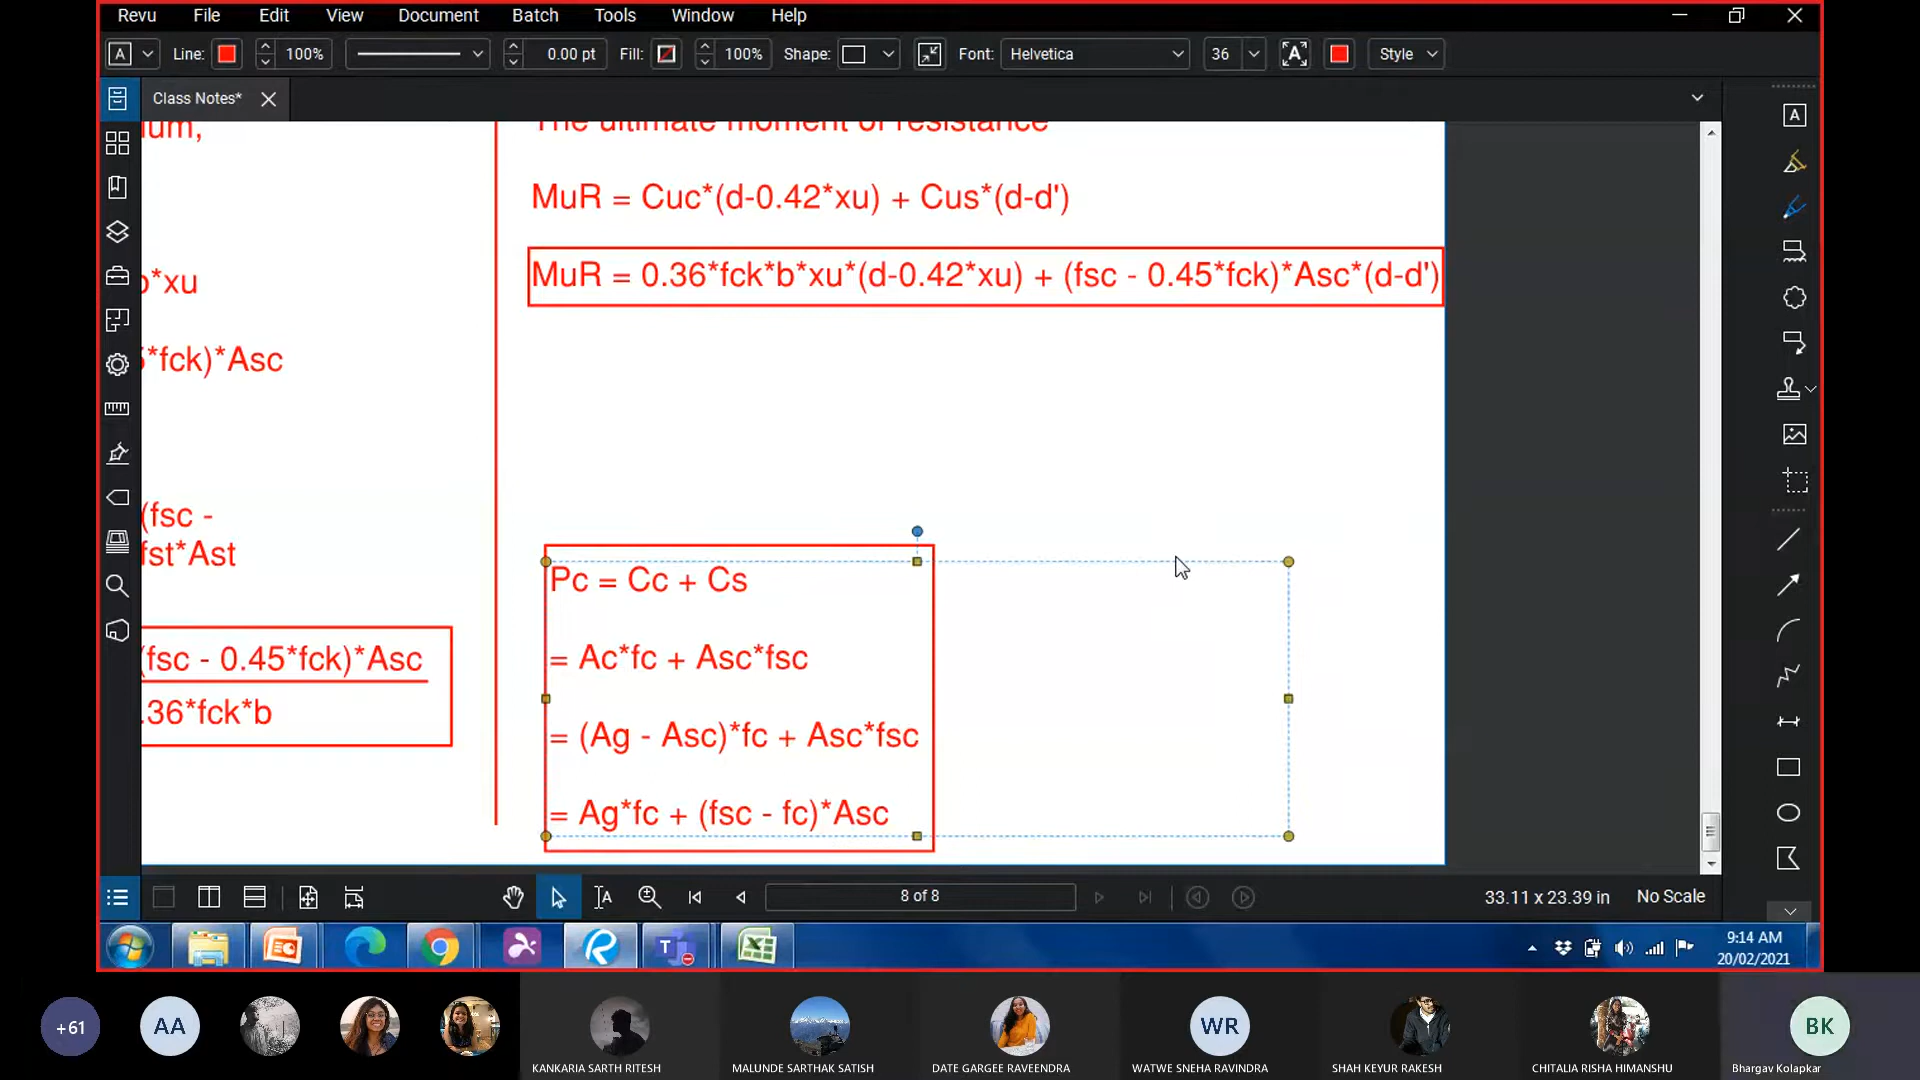 Revu File Edit View Document Batch Tools Window Help
A Line: 100% 0.00 pt Fill: 100% Shape: Font: Helvetica 36 A Style
Class Notes*
um,
b*xu
*fck)*Asc
(fsc -
fst*Ast
(fsc - 0.45*fck)*Asc
.36*fck*b
The ultimate moment of resistance
MuR = Cuc*(d-0.42*xu) + Cus*(d-d')
MuR = 0.36*fck*b*xu*(d-0.42*xu) + (fsc - 0.45*fck)*Asc*(d-d')
Pc = Cc + Cs
= Ac*fc + Asc*fsc
= (Ag - Asc)*fc + Asc*fsc
= Ag*fc + (fsc - fc)*Asc
8 of 8
33.11 x 23.39 in No Scale
9:14 AM
20/02/2021
+61
AA
WR
BK
KANKARIA SARTH RITESH
MALUNDE SARTHAK SATISH
DATE GARGEE RAVEENDRA
WATWE SNEHA RAVINDRA
SHAH KEYUR RAKESH
CHITALIA RISHA HIMANSHU
Bhargav Kolapkar